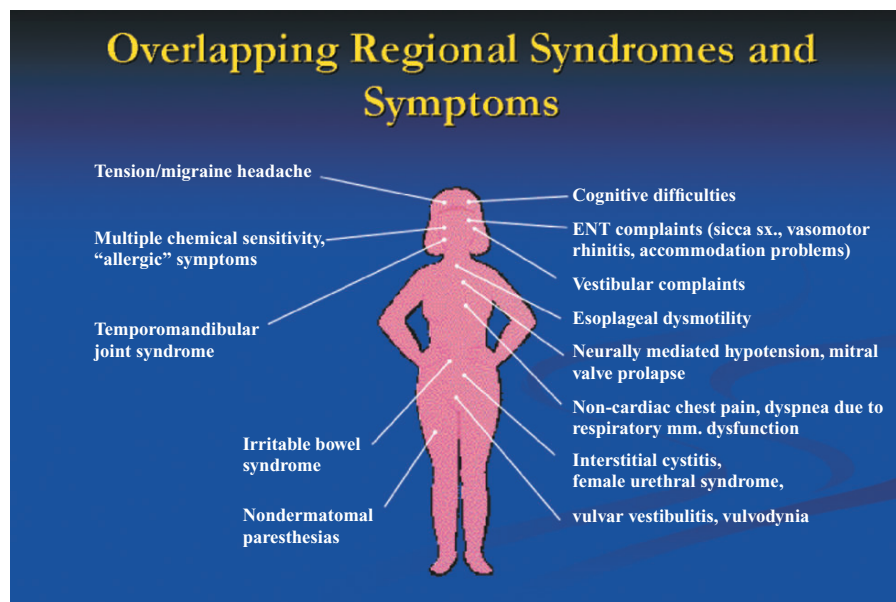 Overlapping Regional Syndromes and
Symptoms
Tension/migraine headache
Multiple chemical sensitivity,
“allergic” symptoms
Temporomandibular
joint syndrome
Irritable bowel
syndrome
Nondermatomal
paresthesias
Cognitive difficulties
ENT complaints (sicca sx., vasomotor
rhinitis, accommodation problems)
Vestibular complaints
Esoplageal dysmotility
Neurally mediated hypotension, mitral
valve prolapse
Non-cardiac chest pain, dyspnea due to
respiratory mm. dysfunction
Interstitial cystitis,
female urethral syndrome,
vulvar vestibulitis, vulvodynia